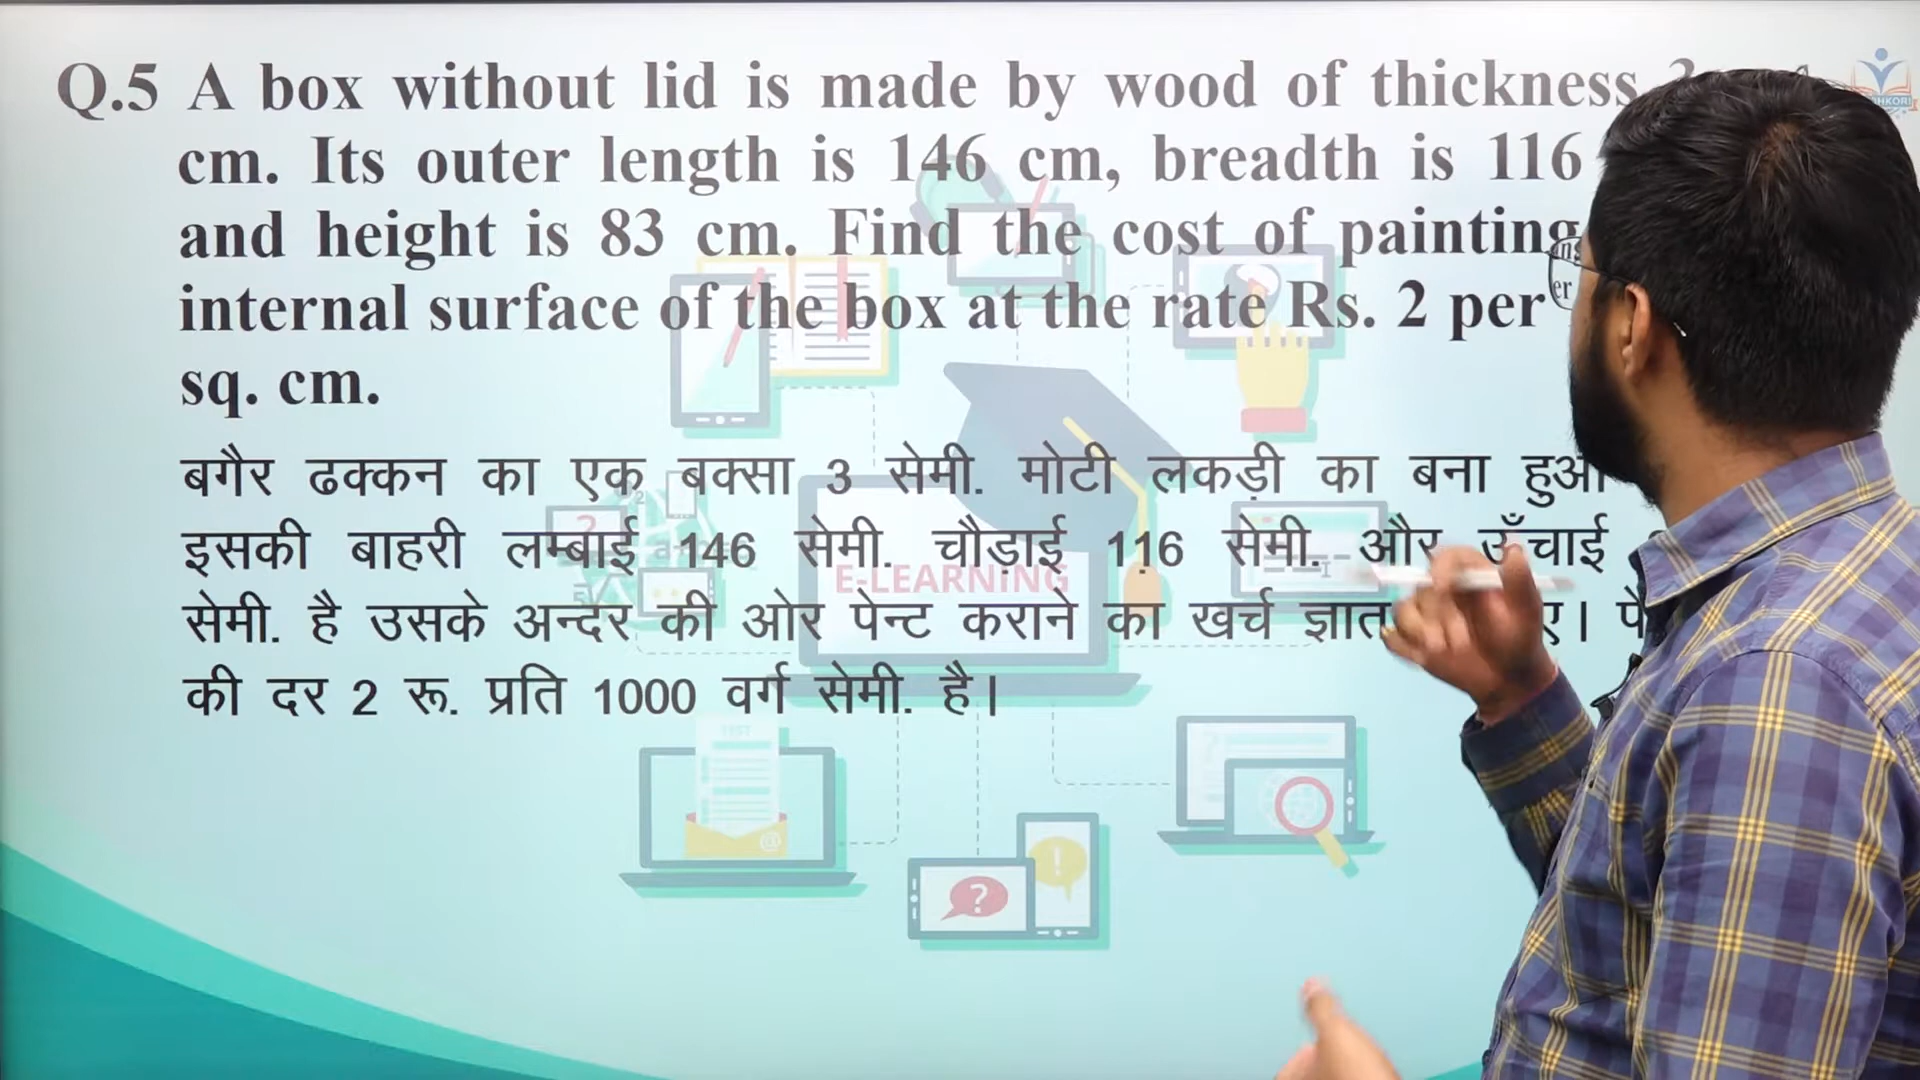 Q.5 A box without lid is made by wood of thickness
cm. Its outer length is 146 cm, breadth is 116
and height is 83 cm. Find the cost of painting
internal surface of the box at the rate Rs. 2 per
sq. cm.
बगैर ढक्कन का एक बक्सा 3 सेमी. मोटी लकड़ी का बना हुआ
इसकी बाहरी लम्बाई 146 सेमी. चौड़ाई 116 सेमी. और उँचाई
सेमी. है उसके अन्दर की ओर पेन्ट कराने का खर्च ज्ञात
की दर 2 रू. प्रति 1000 वर्ग सेमी. है।
E-LEARNING
TEST